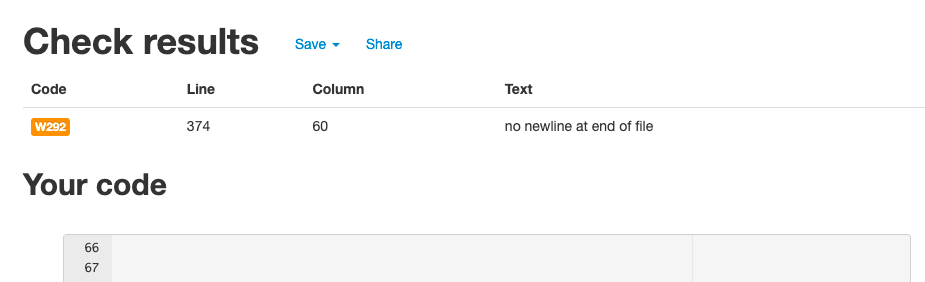 Check results Save Share
Code Line Column Text
W292 374 60 no newline at end of file
Your code
66
67